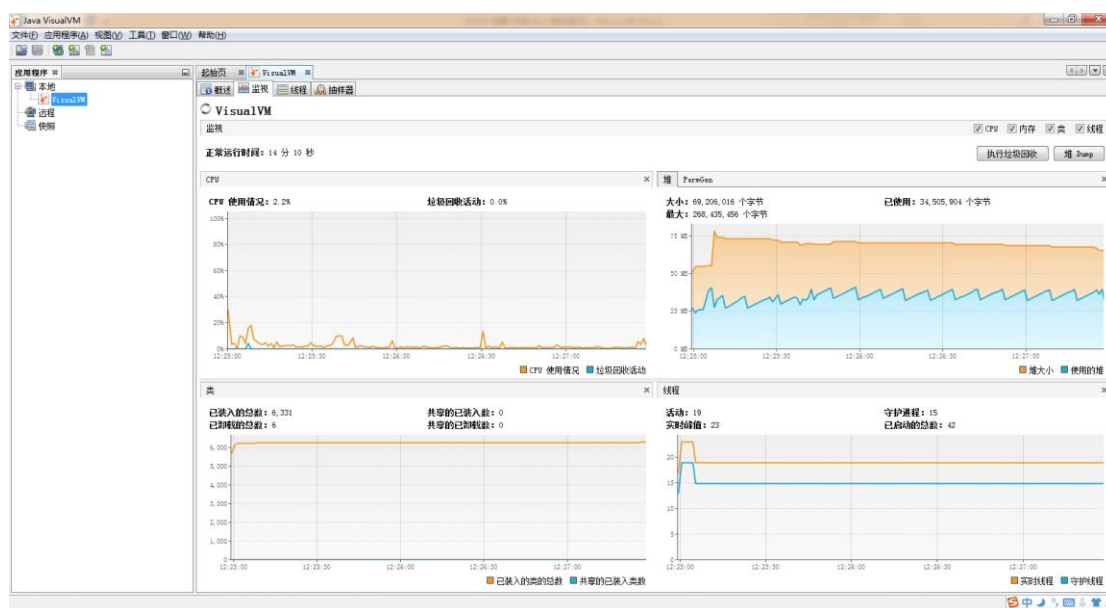 Java VisualVM
文件(F) 应用程序(A) 视图(V) 工具(T) 窗口(W) 帮助(H)
应用程序
本地
VisualVM
远程
快照
起始页 VisualVM
概述 监视 线程 抽样器
VisualVM
监视 CPU 内存 类 线程
正常运行时间: 14 分 10 秒 执行垃圾回收 堆 Dump
CPU
CPU 使用情况: 2.2% 垃圾回收活动: 0.0%
100%
80%
60%
40%
20%
0%
12:25:00 12:25:30 12:26:00 12:26:30 12:27:00
CPU 使用情况 垃圾回收活动
堆 PermGen
大小: 69,206,016 个字节 已使用: 34,505,904 个字节
最大: 268,435,456 个字节
75 MB
50 MB
25 MB
0 MB
12:25:00 12:25:30 12:26:00 12:26:30 12:27:00
堆大小 使用的堆
类
已装入的总数: 6,331 共享的已装入数: 0
已卸载的总数: 6 共享的已卸载数: 0
6,000
5,000
4,000
3,000
2,000
1,000
0
12:25:00 12:25:30 12:26:00 12:26:30 12:27:00
已装入的类的总数 共享的已装入类数
线程
活动: 19 守护进程: 15
实时峰值: 23 已启动的总数: 42
20
15
10
5
0
12:25:00 12:25:30 12:26:00 12:26:30 12:27:00
实时线程 守护线程
中